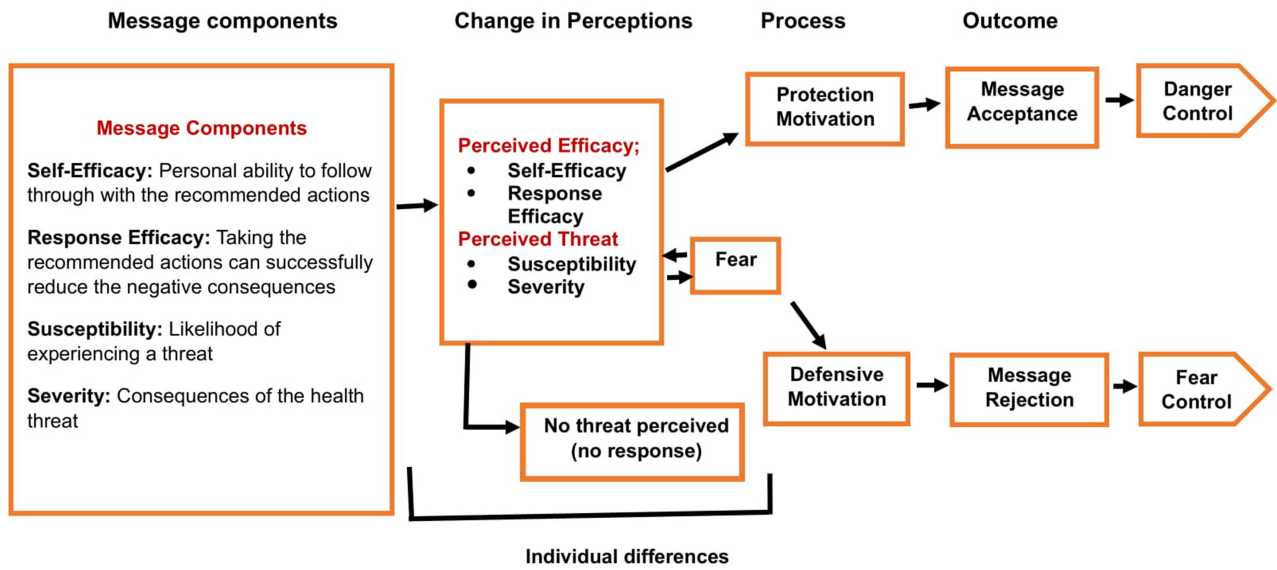 Message components
Change in Perceptions
Process
Outcome
Message Components
Self-Efficacy: Personal ability to follow
through with the recommended actions
Response Efficacy: Taking the
recommended actions can successfully
reduce the negative consequences
Susceptibility: Likelihood of
experiencing a threat
Severity: Consequences of the health
threat
Perceived Efficacy;
• Self-Efficacy
• Response
Efficacy
Perceived Threat
• Susceptibility
• Severity
No threat perceived
(no response)
Fear
Protection
Motivation
Message
Acceptance
Danger
Control
Defensive
Motivation
Message
Rejection
Fear
Control
Individual differences